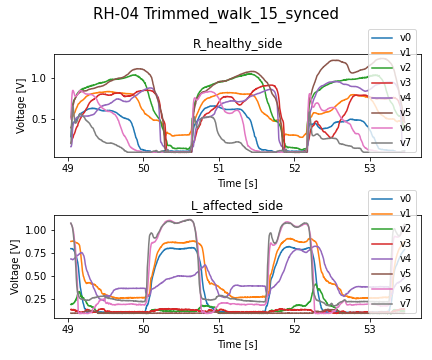 RH-04 Trimmed_walk_15_synced
R_healthy_side
Voltage [V]
1.0
0.5
49
50
51
52
53
Time [s]
v0
v1
v2
v3
v4
v5
v6
v7
L_affected_side
Voltage [V]
1.00
0.75
0.50
0.25
49
50
51
52
53
Time [s]
v0
v1
v2
v3
v4
v5
v6
v7